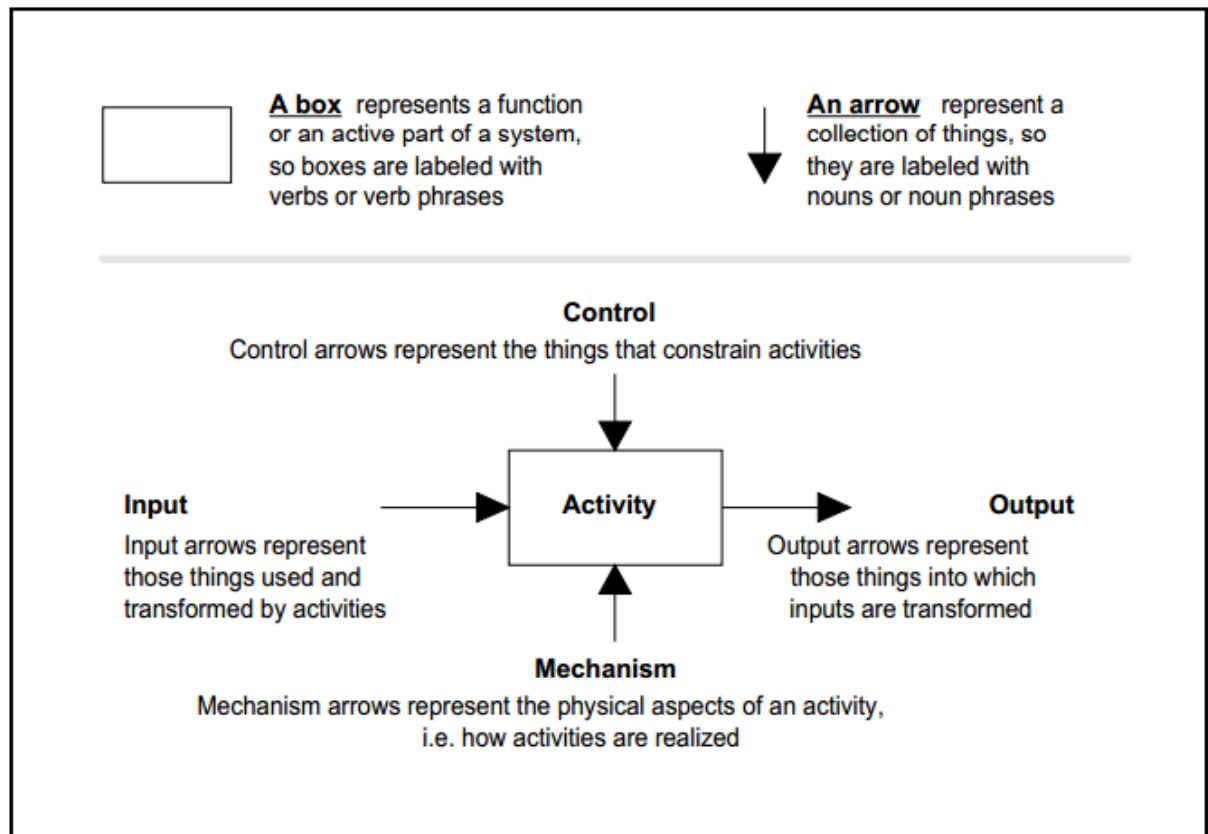 A box represents a function
or an active part of a system,
so boxes are labeled with
verbs or verb phrases
An arrow represent a
collection of things, so
they are labeled with
nouns or noun phrases
Control
Control arrows represent the things that constrain activities
Input
Input arrows represent
those things used and
transformed by activities
Activity
Output
Output arrows represent
those things into which
inputs are transformed
Mechanism
Mechanism arrows represent the physical aspects of an activity,
i.e. how activities are realized